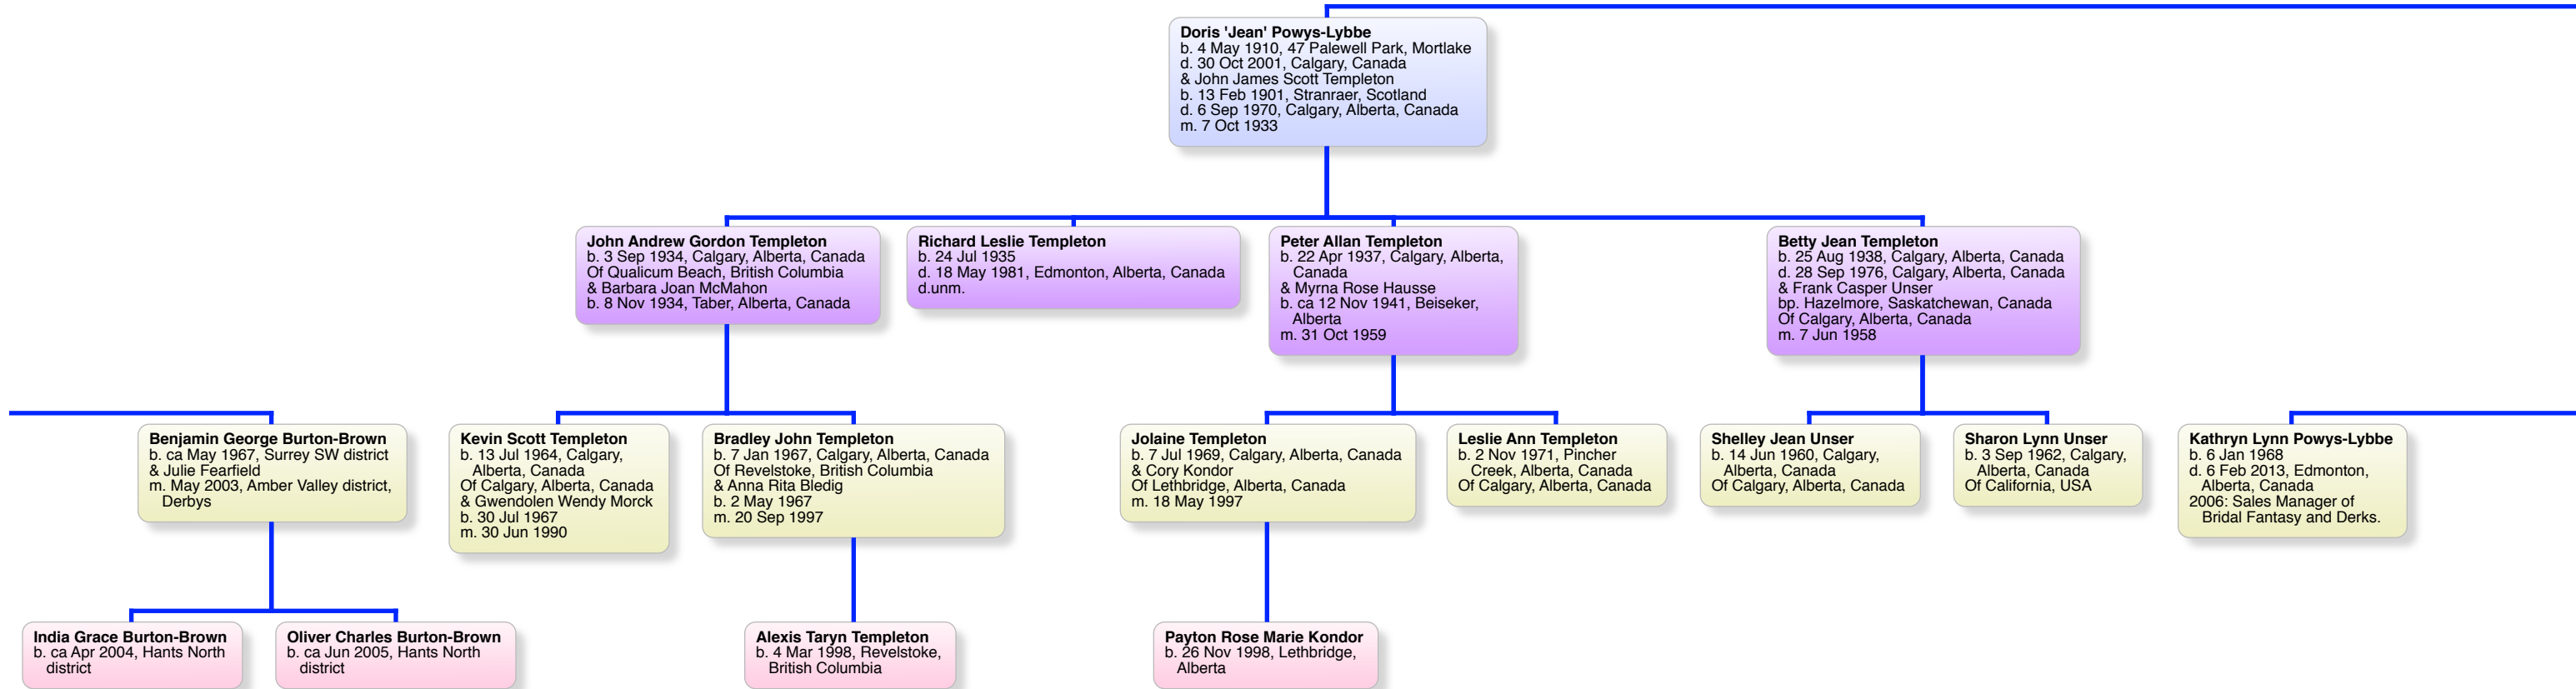 Doris 'Jean' Powys-Lybbe
b. 4 May 1910, 47 Palewell Park, Mortlake
d. 30 Oct 2001, Calgary, Canada
& John James Scott Templeton
b. 13 Feb 1901, Stranraer, Scotland
d. 6 Sep 1970, Calgary, Alberta, Canada
m. 7 Oct 1933
John Andrew Gordon Templeton
b. 3 Sep 1934, Calgary, Alberta, Canada
Of Qualicum Beach, British Columbia
& Barbara Joan McMahon
b. 8 Nov 1934, Taber, Alberta, Canada
Richard Leslie Templeton
b. 24 Jul 1935
d. 18 May 1981, Edmonton, Alberta, Canada
d.unm.
Peter Allan Templeton
b. 22 Apr 1937, Calgary, Alberta,
Canada
& Myrna Rose Hausse
b. ca 12 Nov 1941, Beiseker,
Alberta
m. 31 Oct 1959
Betty Jean Templeton
b. 25 Aug 1938, Calgary, Alberta, Canada
d. 28 Sep 1976, Calgary, Alberta, Canada
& Frank Casper Unser
bp. Hazelmore, Saskatchewan, Canada
Of Calgary, Alberta, Canada
m. 7 Jun 1958
Benjamin George Burton-Brown
b. ca May 1967, Surrey SW district
& Julie Fearfield
m. May 2003, Amber Valley district,
Derbys
Kevin Scott Templeton
b. 13 Jul 1964, Calgary,
Alberta, Canada
Of Calgary, Alberta, Canada
& Gwendolen Wendy Morck
b. 30 Jul 1967
m. 30 Jun 1990
Bradley John Templeton
b. 7 Jan 1967, Calgary, Alberta, Canada
Of Revelstoke, British Columbia
& Anna Rita Bledig
b. 2 May 1967
m. 20 Sep 1997
Jolaine Templeton
b. 7 Jul 1969, Calgary, Alberta, Canada
& Cory Kondor
Of Lethbridge, Alberta, Canada
m. 18 May 1997
Leslie Ann Templeton
b. 2 Nov 1971, Pincher
Creek, Alberta, Canada
Of Calgary, Alberta, Canada
Shelley Jean Unser
b. 14 Jun 1960, Calgary,
Alberta, Canada
Of Calgary, Alberta, Canada
Sharon Lynn Unser
b. 3 Sep 1962, Calgary,
Alberta, Canada
Of California, USA
Kathryn Lynn Powys-Lybbe
b. 6 Jan 1968
d. 6 Feb 2013, Edmonton,
Alberta, Canada
2006: Sales Manager of
Bridal Fantasy and Derks.
India Grace Burton-Brown
b. ca Apr 2004, Hants North
district
Oliver Charles Burton-Brown
b. ca Jun 2005, Hants North
district
Alexis Taryn Templeton
b. 4 Mar 1998, Revelstoke,
British Columbia
Payton Rose Marie Kondor
b. 26 Nov 1998, Lethbridge,
Alberta